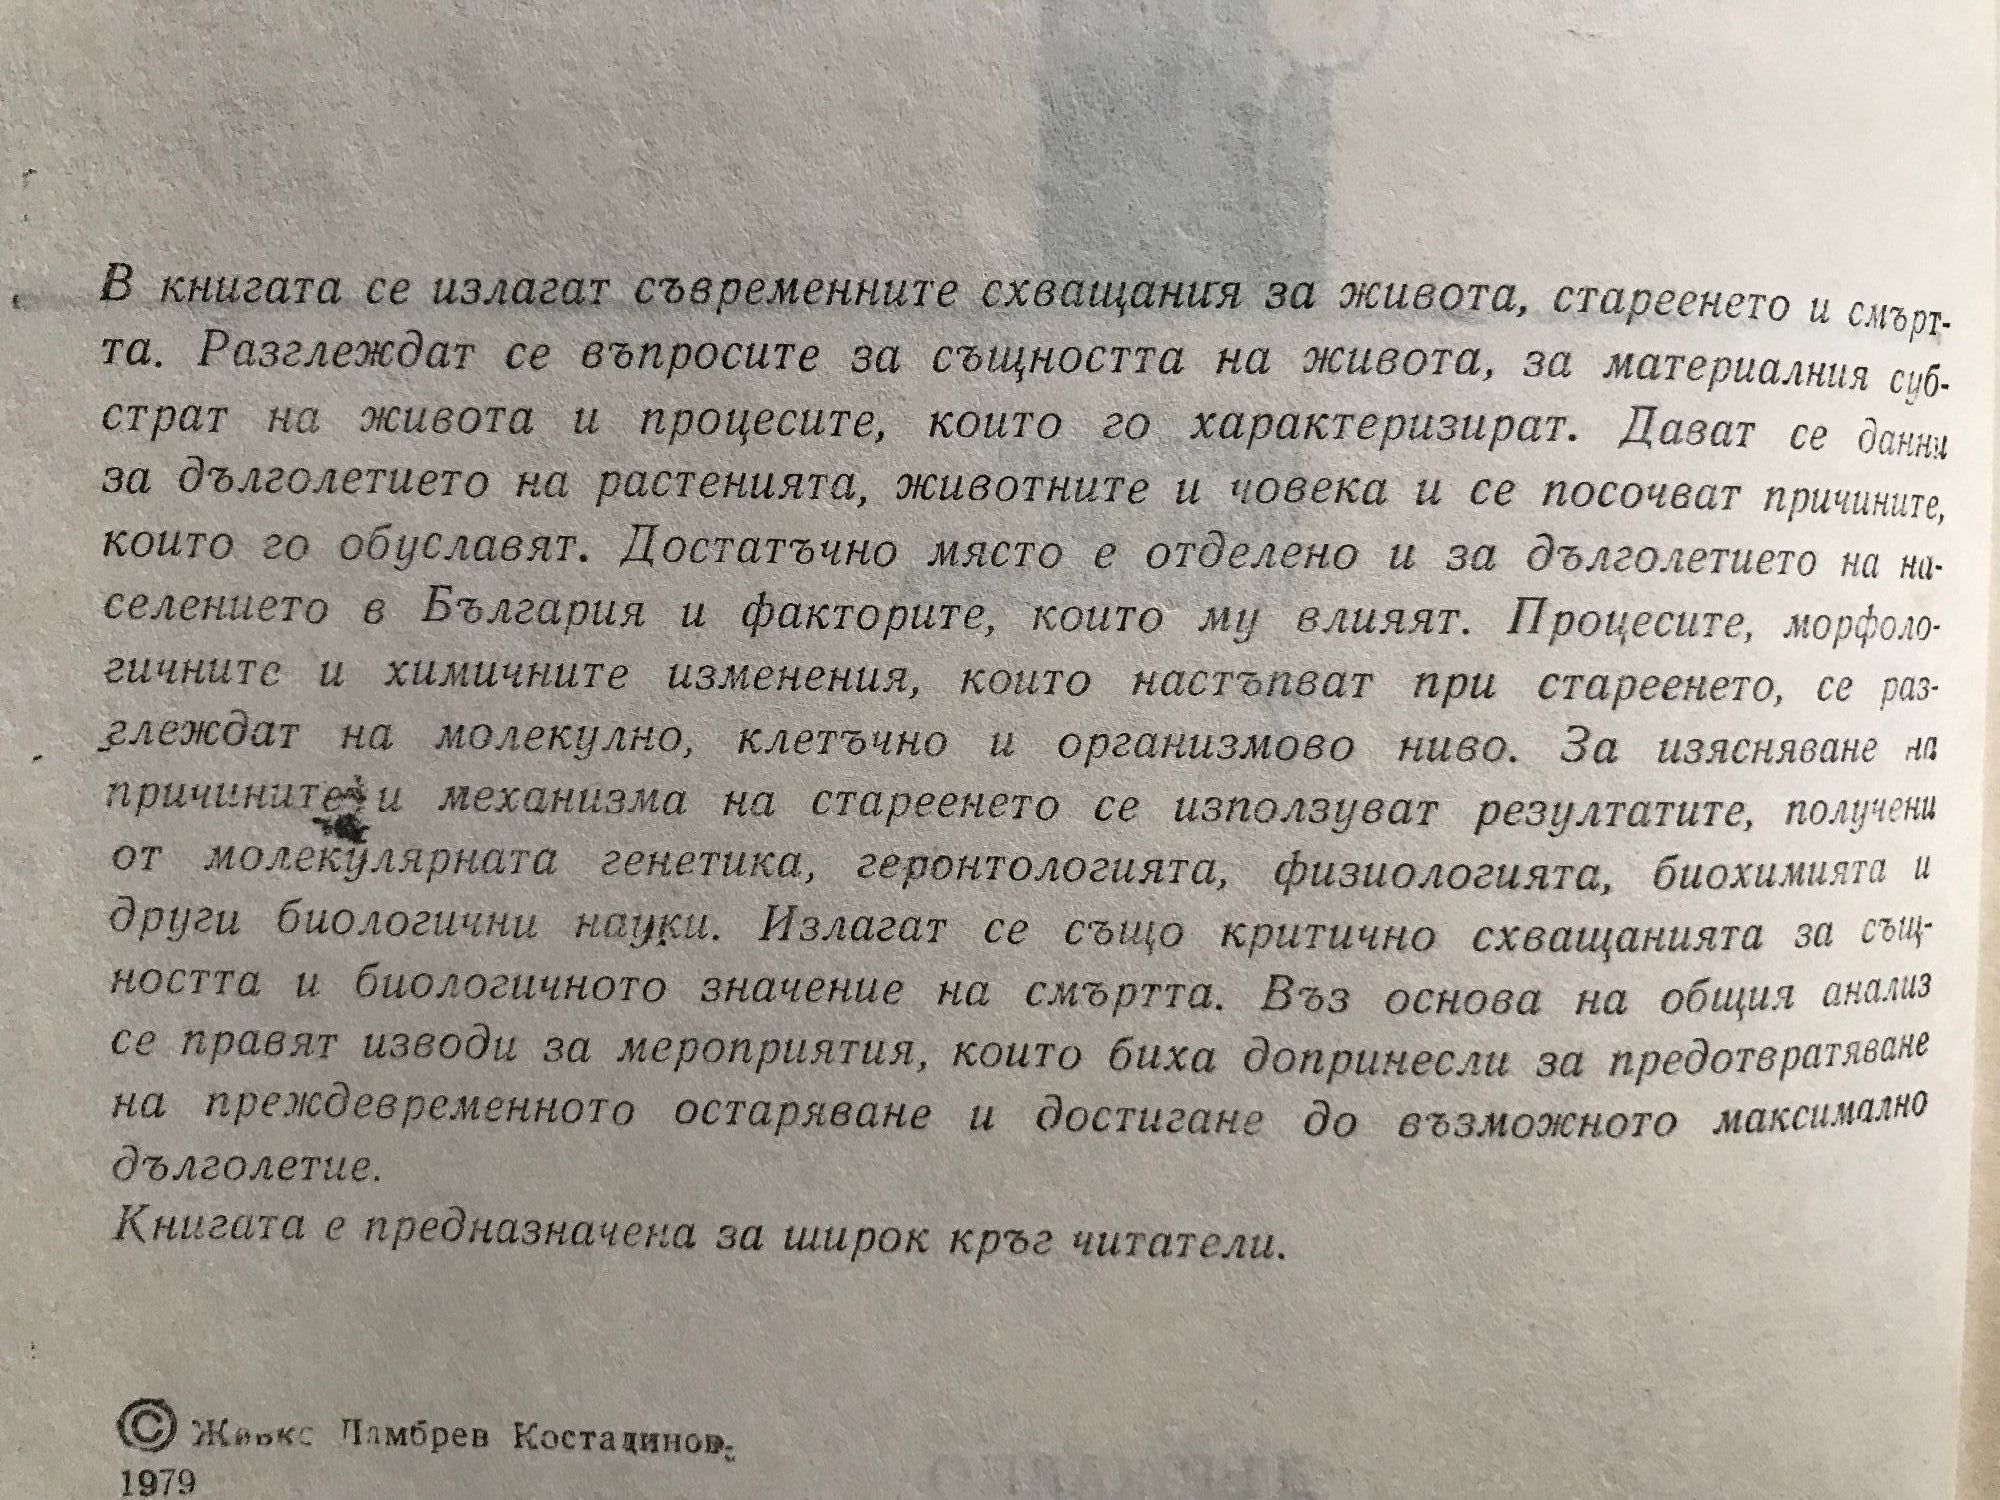 В книгата се излагат съвременните схващания за живота, стареенето и смърт-
та. Разглеждат се въпросите за същността на живота, за материалния суб-
страт на живота и процесите, които го характеризират. Дават се данни
за дълголетието на растенията, животните и човека и се посочват причините,
които го обуславят. Достатъчно място е отделено и за дълголетието на на-
селението в България и факторите, които му влияят. Процесите, морфоло-
гичните и химичните изменения, които настъпват при стареенето, се раз-
глеждат на молекулно, клетъчно и организмово ниво. За изясняване на
причините и механизма на стареенето се използуват резултатите, получени
от молекулярната генетика, геронтологията, физиологията, биохимията и
други биологични науки. Излагат се също критично схващанията за същ-
ността и биологичното значение на смъртта. Въз основа на общия анализ
се правят изводи за мероприятия, които биха допринесли за предотвратяване
на преждевременното остаряване и достигане до възможното максимално
дълголетие.
Книгата е предназначена за широк кръг читатели.
© Ламбрев Костадинов,
1979